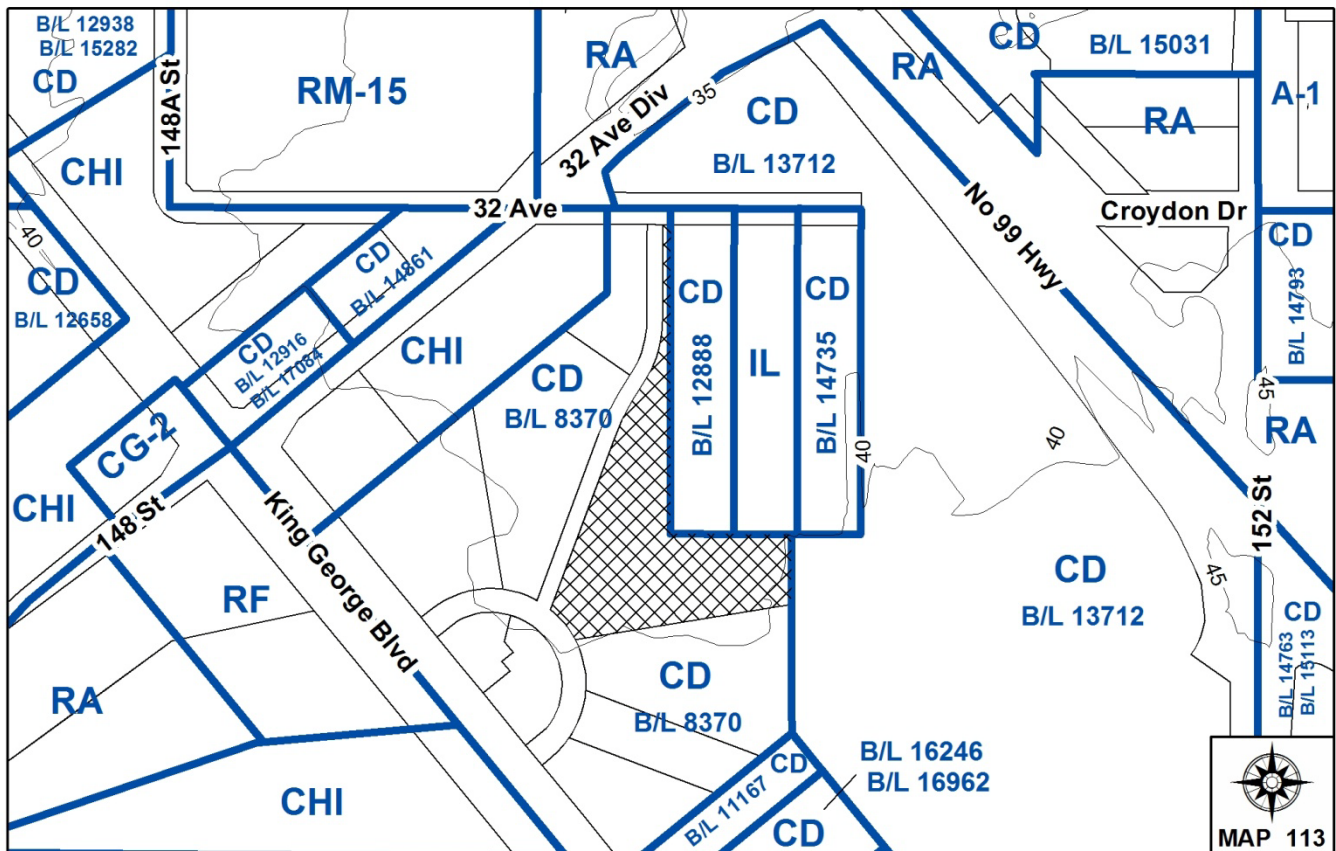 B/L 12938
B/L 15282
CD
148A St
RM-15
RA
32 Ave Div
35
CD
B/L 13712
RA
CD
B/L 15031
RA
A-1
CHI
40
CD
B/L 12658
32 Ave
CD
B/L 14861
CD
B/L 12916
B/L 17084
CHI
CD
B/L 8370
CD
B/L 12888
IL
CD
B/L 14735
40
No 99 Hwy
Croydon Dr
CD
B/L 14793
45
RA
40
CG-2
CHI
148 St
King George Blvd
RF
RA
CHI
152 St
45
CD
B/L 13712
CD
B/L 14763
B/L 15113
CD
B/L 8370
CD
B/L 11167
B/L 16246
B/L 16962
CD
MAP 113